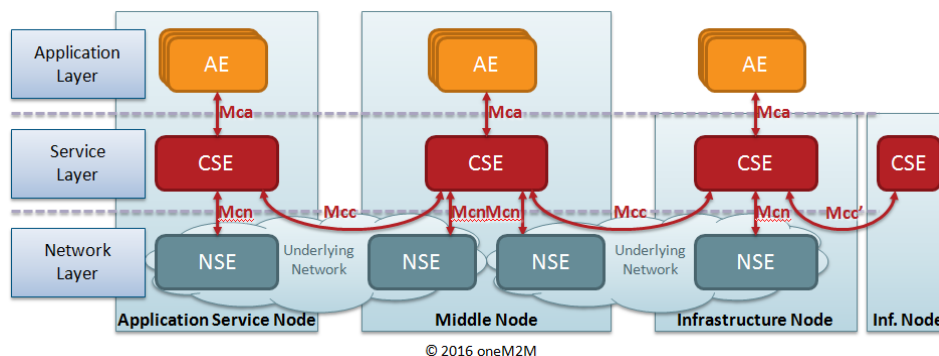 Application
Layer
AE
AE
AE
Mca
Mca
Mca
Service
Layer
CSE
CSE
CSE
CSE
Mcn
Mcc
Mcn
Mcn
Mcc
Mcn
Mcc'
Network
Layer
NSE
Underlying
Network
NSE
NSE
Underlying
Network
NSE
Application Service Node
Middle Node
Infrastructure Node
Inf. Node
© 2016 oneM2M